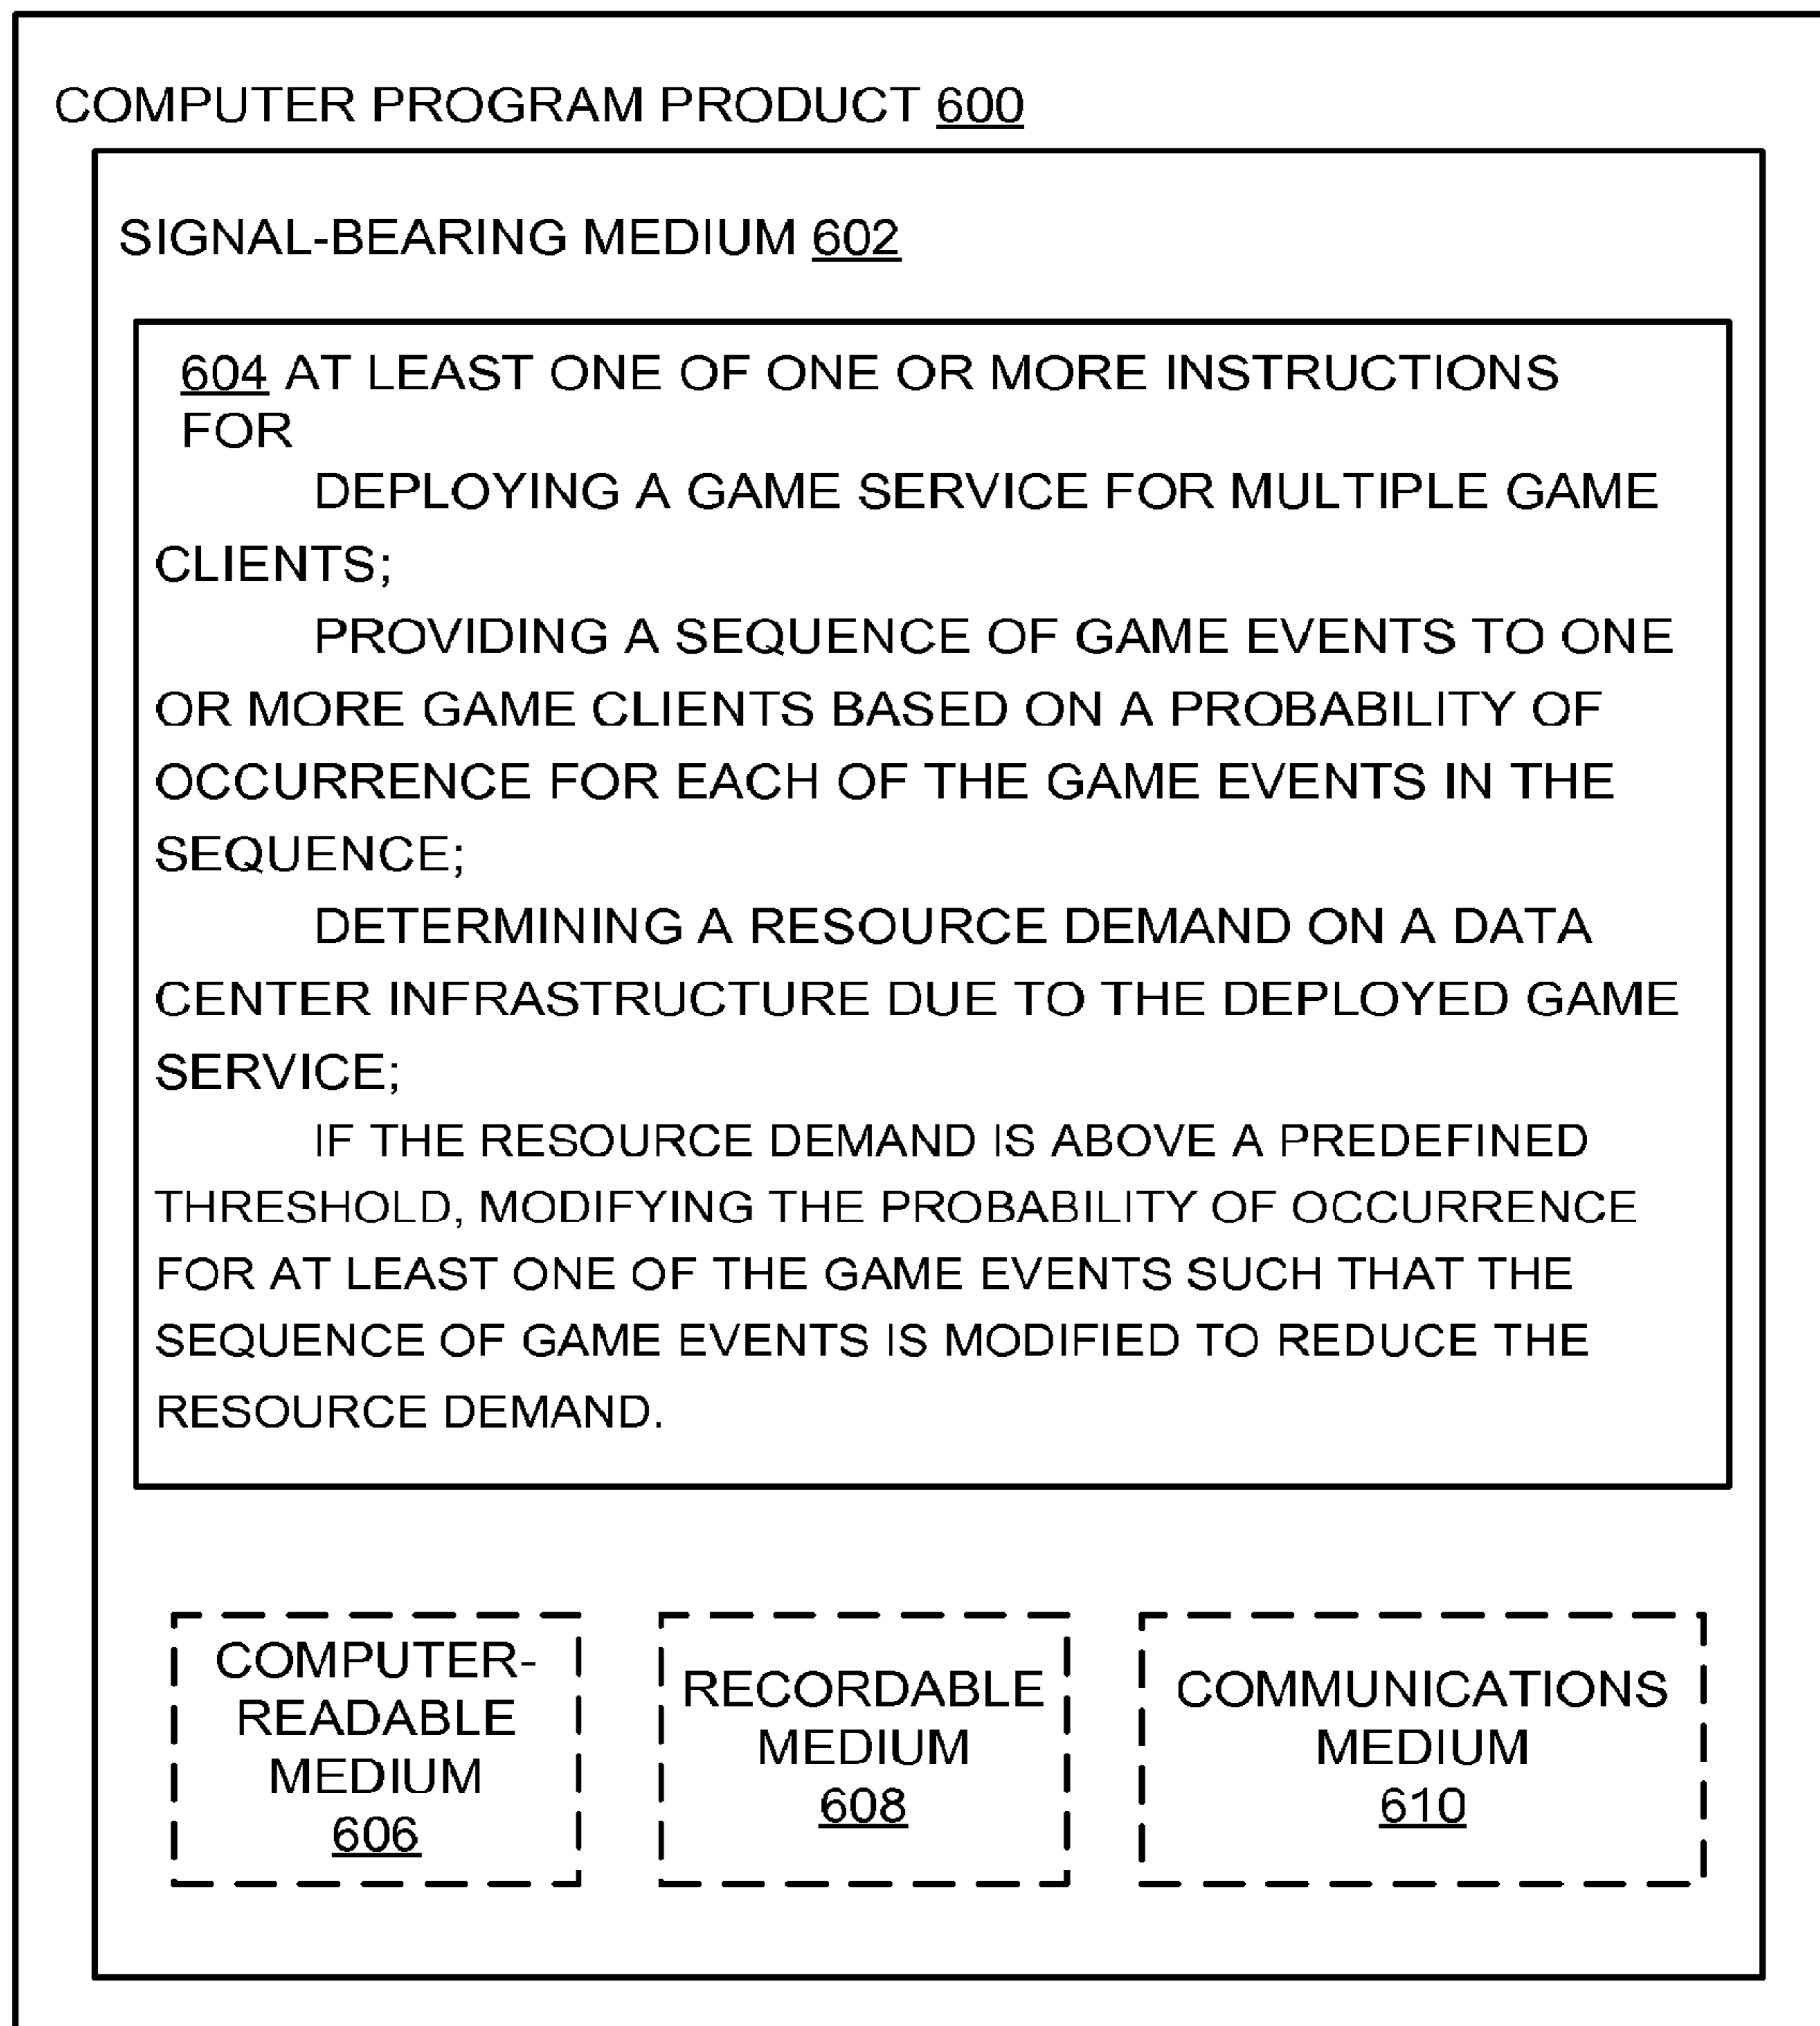 COMPUTER PROGRAM PRODUCT 600
SIGNAL-BEARING MEDIUM 602
604 AT LEAST ONE OF ONE OR MORE INSTRUCTIONS
FOR
DEPLOYING A GAME SERVICE FOR MULTIPLE GAME
CLIENTS;
PROVIDING A SEQUENCE OF GAME EVENTS TO ONE
OR MORE GAME CLIENTS BASED ON A PROBABILITY OF
OCCURRENCE FOR EACH OF THE GAME EVENTS IN THE
SEQUENCE;
DETERMINING A RESOURCE DEMAND ON A DATA
CENTER INFRASTRUCTURE DUE TO THE DEPLOYED GAME
SERVICE;
IF THE RESOURCE DEMAND IS ABOVE A PREDEFINED
THRESHOLD, MODIFYING THE PROBABILITY OF OCCURRENCE
FOR AT LEAST ONE OF THE GAME EVENTS SUCH THAT THE
SEQUENCE OF GAME EVENTS IS MODIFIED TO REDUCE THE
RESOURCE DEMAND.
COMPUTER-
READABLE
MEDIUM
606
RECORDABLE
MEDIUM
608
COMMUNICATIONS
MEDIUM
610